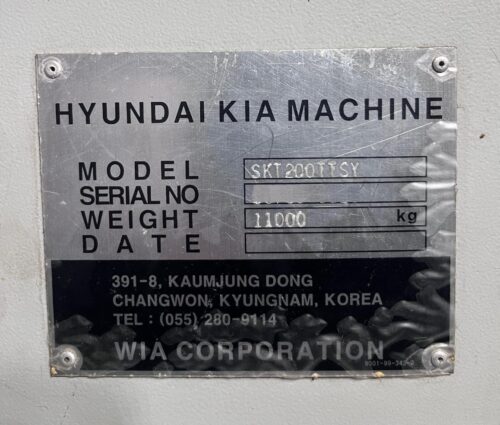 HYUNDAI KIA MACHINE
MODEL SKT200TTSY
SERIAL NO
WEIGHT 11000 kg
DATE
391-8, KAUMJUNG DONG
CHANGWON, KYUNGNAM, KOREA
TEL : (055) 280-9114
WIA CORPORATION